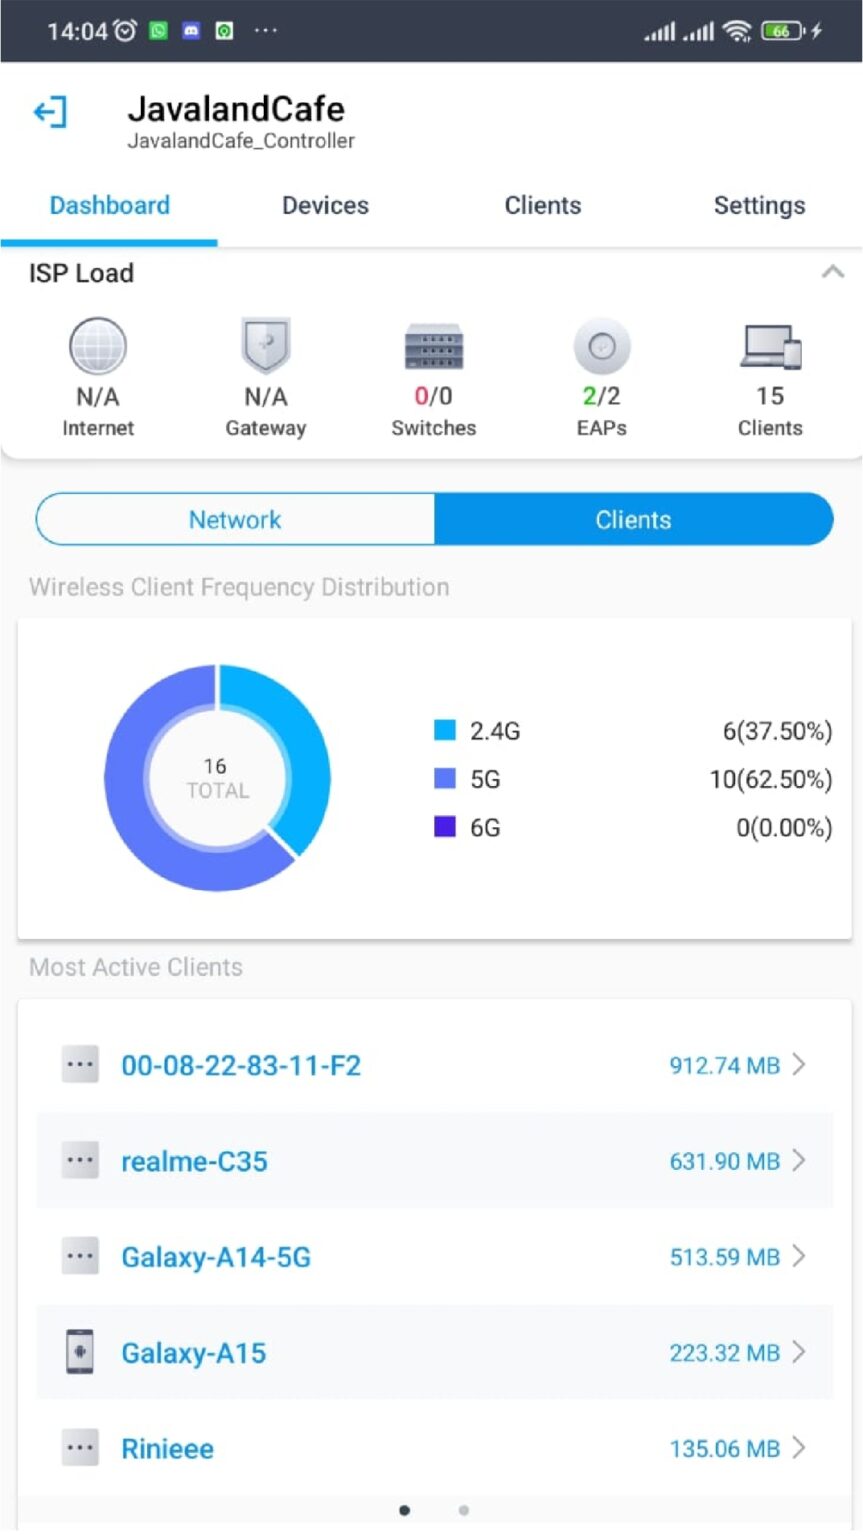 14:04
66
JavalandCafe
JavalandCafe_Controller
Dashboard Devices Clients Settings
ISP Load
N/A N/A 0/0 2/2 15
Internet Gateway Switches EAPs Clients
Network Clients
Wireless Client Frequency Distribution
16
TOTAL
2.4G 6(37.50%)
5G 10(62.50%)
6G 0(0.00%)
Most Active Clients
00-08-22-83-11-F2 912.74 MB
realme-C35 631.90 MB
Galaxy-A14-5G 513.59 MB
Galaxy-A15 223.32 MB
Rinieee 135.06 MB